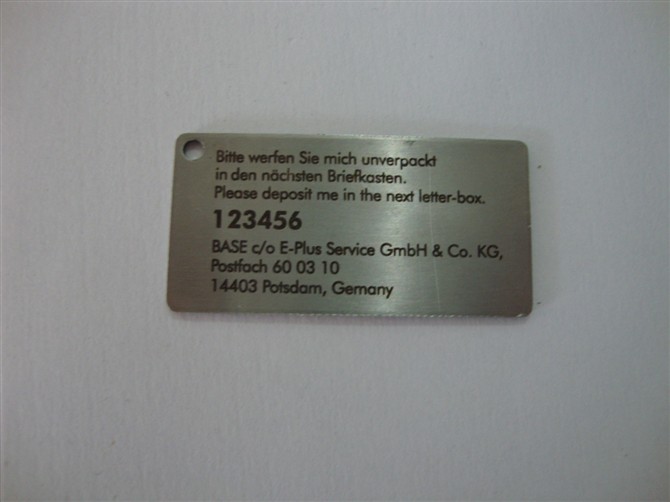 Bitte werfen Sie mich unverpackt
in den nächsten Briefkasten.
Please deposit me in the next letter-box.
123456
BASE c/o E-Plus Service GmbH & Co. KG,
Postfach 60 03 10
14403 Potsdam, Gemany